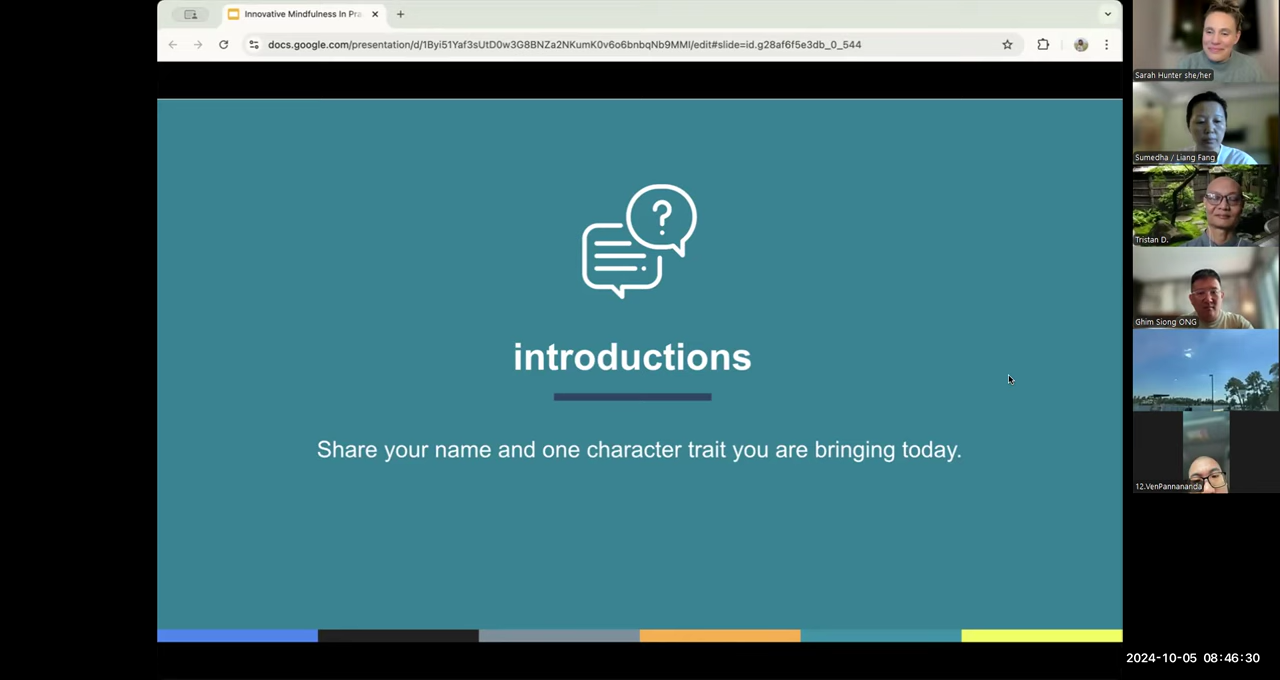 Innovative Mindfulness In Pra
docs.google.com/presentation/d/1Byi51Yaf3sUtD0w3G8BNZa2NKumK0v6o6bnbqNb9MMI/edit#slide=id.g28af6f5e3db_0_544
?
introductions
Share your name and one character trait you are bringing today.
Sarah Hunter she/her
Sumedha / Liang Fang
Tristan D.
Ghim Siong ONG
12.VenPannananda
2024-10-05 08:46:30